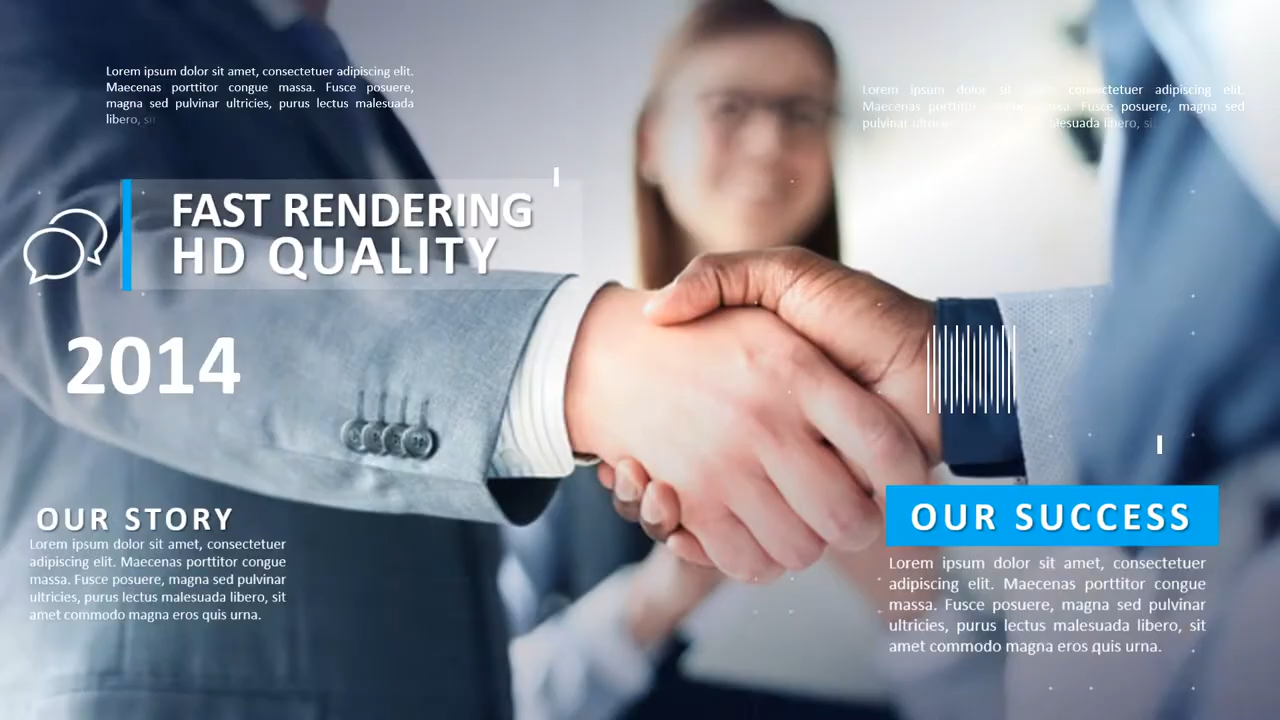 Lorem ipsum dolor sit amet, consectetuer adipiscing elit.
Maecenas porttitor congue massa. Fusce posuere,
magna sed pulvinar ultricies, purus lectus malesuada
libero, sit
Lorem ipsum dolor sit consectetuer adipiscing elit.
Maecenas porttitor massa. Fusce posuere, magna sed
pulvinar ultricies malesuada libero, si
FAST RENDERING
HD QUALITY
2014
OUR STORY
Lorem ipsum dolor sit amet, consectetuer
adipiscing elit. Maecenas porttitor congue
massa. Fusce posuere, magna sed pulvinar
ultricies, purus lectus malesuada libero, sit
amet commodo magna eros quis urna.
OUR SUCCESS
Lorem ipsum dolor sit amet, consectetuer
adipiscing elit. Maecenas porttitor congue
massa. Fusce posuere, magna sed pulvinar
ultricies, purus lectus malesuada libero, sit
amet commodo magna eros quis urna.